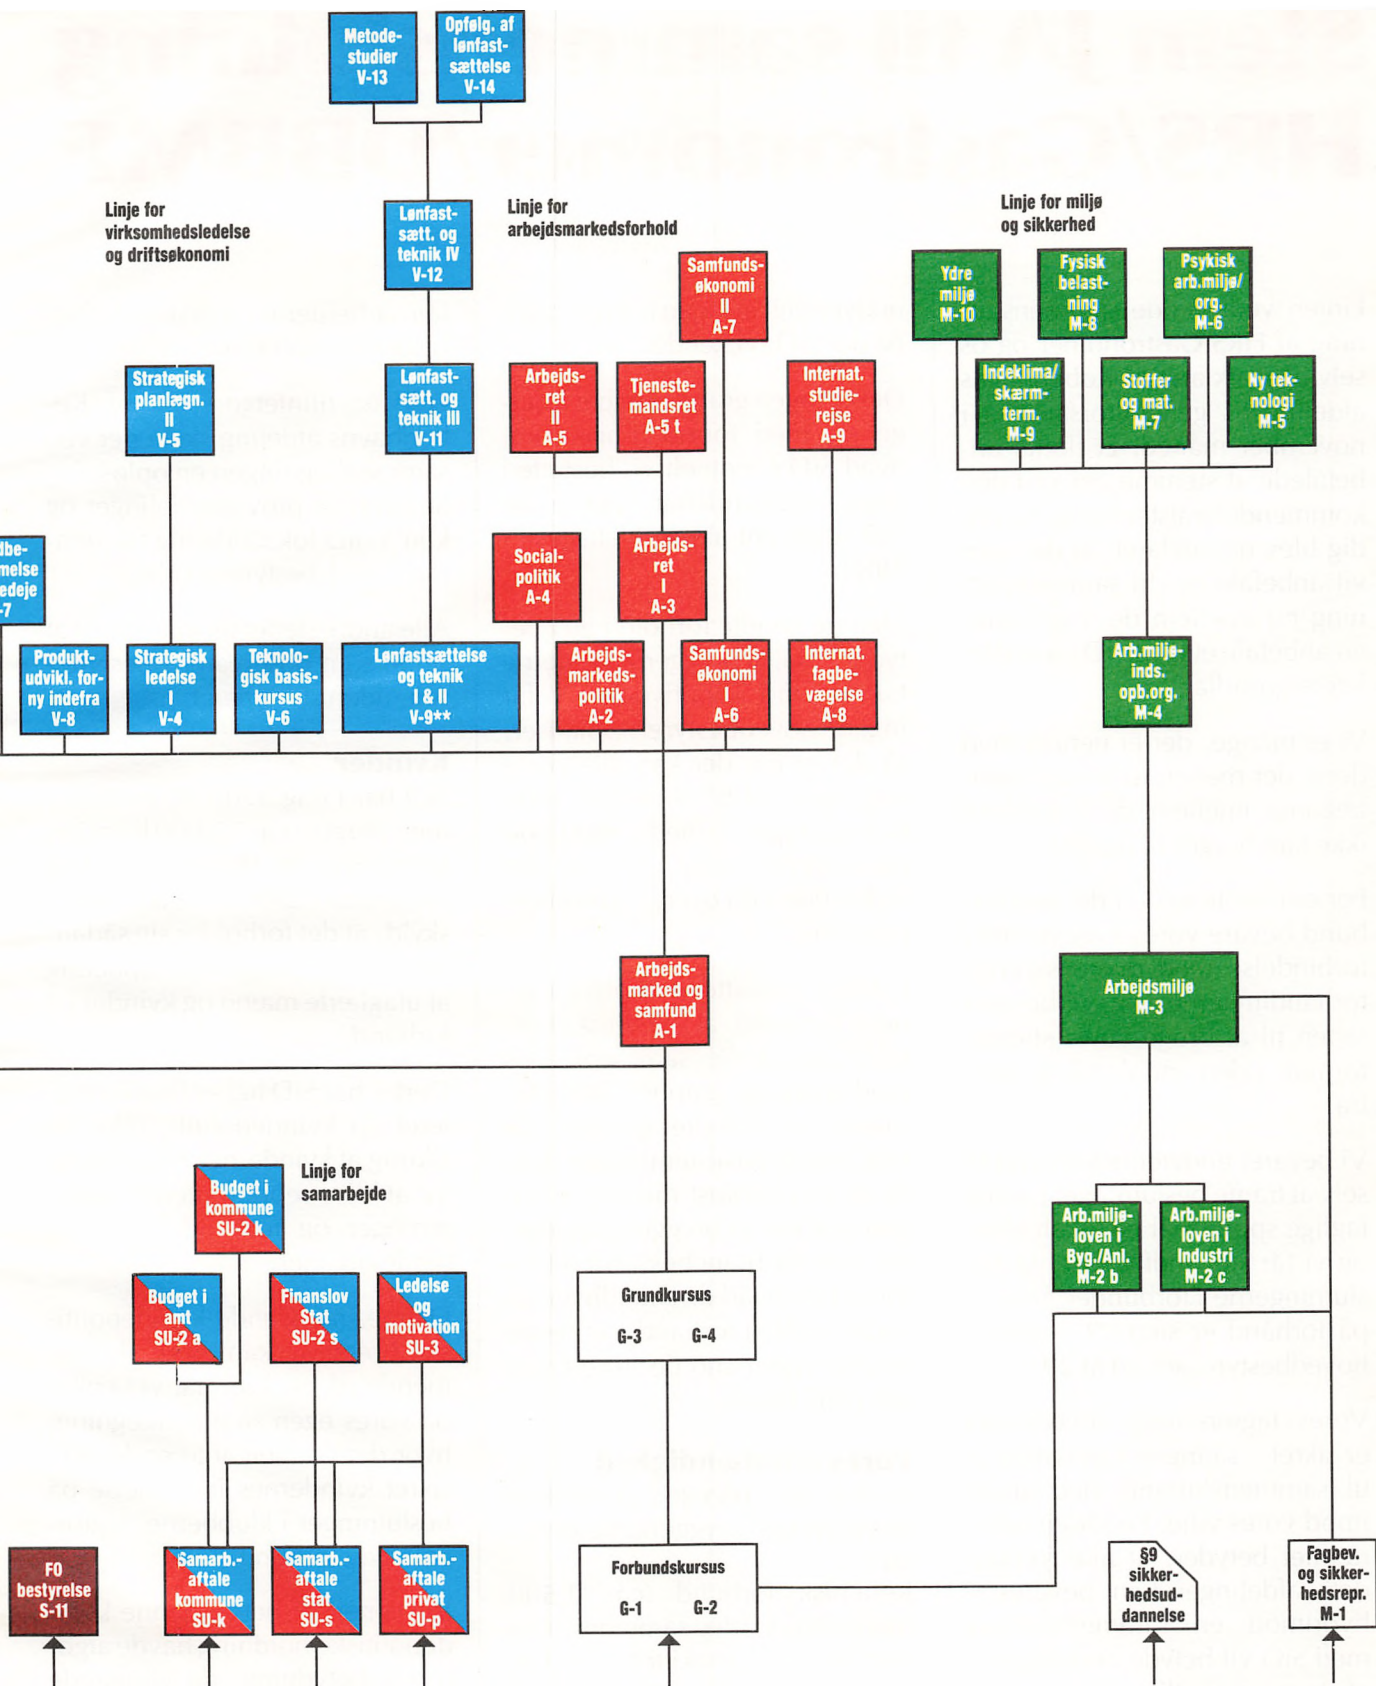 Metode-
studier
V-13
Opfølg. af
lønfast-
sættelse
V-14
Linje for
virksomhedsledelse
og driftsøkonomi
Lønfast-
sætt. og
teknik IV
V-12
Linje for
arbejdsmarkedsforhold
Linje for miljø
og sikkerhed
Samfunds-
økonomi
II
A-7
Ydre
miljø
M-10
Fysisk
belast-
ning
M-8
Psykisk
arb.miljø/
org.
M-6
Strategisk
planlægn.
II
V-5
Lønfast-
sætt. og
teknik III
V-11
Arbejds-
ret
II
A-5
Tjeneste-
mandsret
A-5 t
Internat.
studie-
rejse
A-9
Indeklima/
skærm-
term.
M-9
Stoffer
og mat.
M-7
Ny tek-
nologi
M-5
dbe-
melse
edeje
-7
Social-
politik
A-4
Arbejds-
ret
I
A-3
Produkt-
udvikl. for-
ny indefra
V-8
Strategisk
ledelse
I
V-4
Teknolo-
gisk basis-
kursus
V-6
Lønfastsættelse
og teknik
I & II
V-9**
Arbejds-
markeds-
politik
A-2
Samfunds-
økonomi
I
A-6
Internat.
fagbe-
vægelse
A-8
Arb.miljø-
inds.
opb.org.
M-4
Arbejds-
marked og
samfund
A-1
Arbejdsmiljø
M-3
Budget i
kommune
SU-2 k
Linje for
samarbejde
Arb.miljø-
loven i
Byg./Anl.
M-2 b
Arb.miljø-
loven i
Industri
M-2 c
Budget i
amt
SU-2 a
Finanslov
Stat
SU-2 s
Ledelse
og
motivation
SU-3
Grundkursus
G-3 G-4
FO
bestyrelse
S-11
Samarb.-
aftale
kommune
SU-k
Samarb.-
aftale
stat
SU-s
Samarb.-
aftale
privat
SU-p
Forbundskursus
G-1 G-2
§9
sikker-
hedsud-
dannelse
Fagbev.
og sikker-
hedsrepr.
M-1